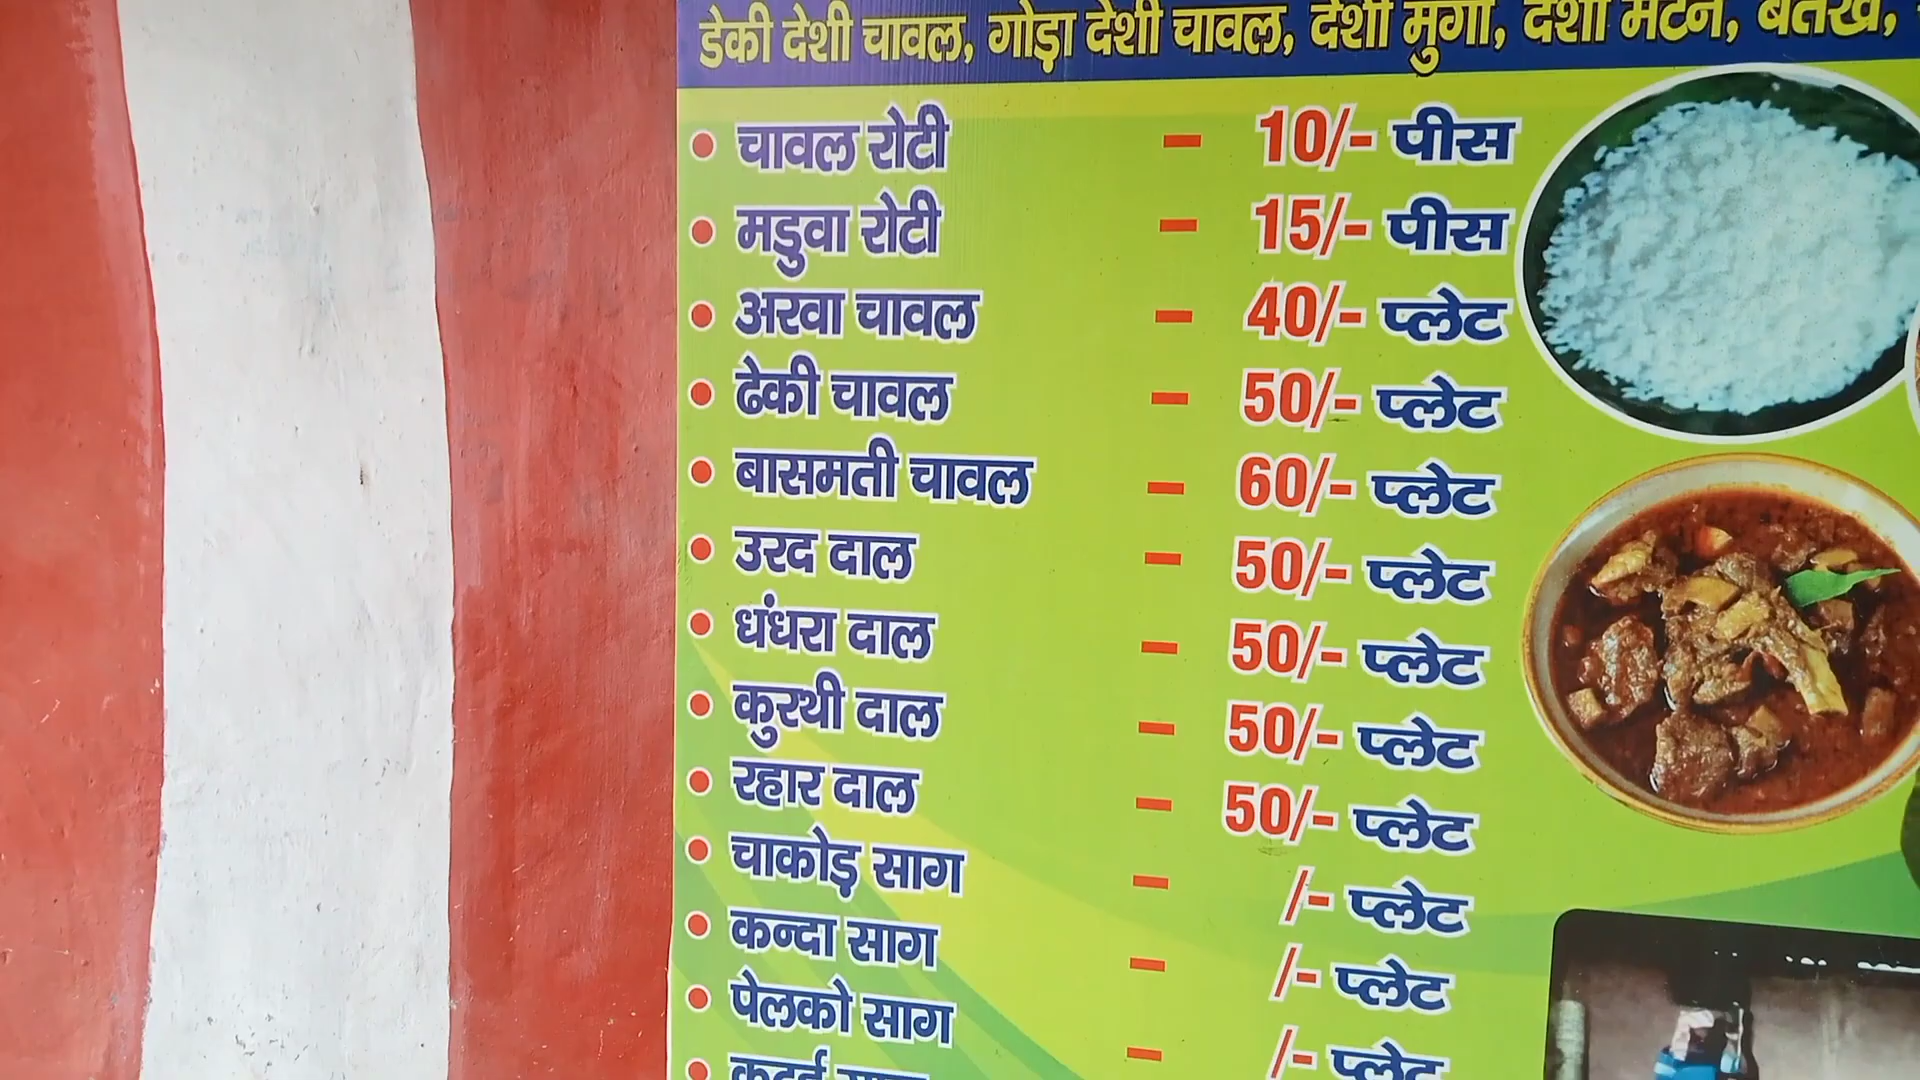 डेकी देशी चावल, गोड़ा देशी चावल, देशी मुर्गा, देशी मटन, बतख,
• चावल रोटी - 10/- पीस
• मडुवा रोटी - 15/- पीस
• अरवा चावल - 40/- प्लेट
• ढेकी चावल - 50/- प्लेट
• बासमती चावल - 60/- प्लेट
• उरद दाल - 50/- प्लेट
• धंधरा दाल - 50/- प्लेट
• कुरथी दाल - 50/- प्लेट
• रहार दाल - 50/- प्लेट
• चाकोड़ साग - /- प्लेट
• कन्दा साग - /- प्लेट
• पेलको साग - /- प्लेट